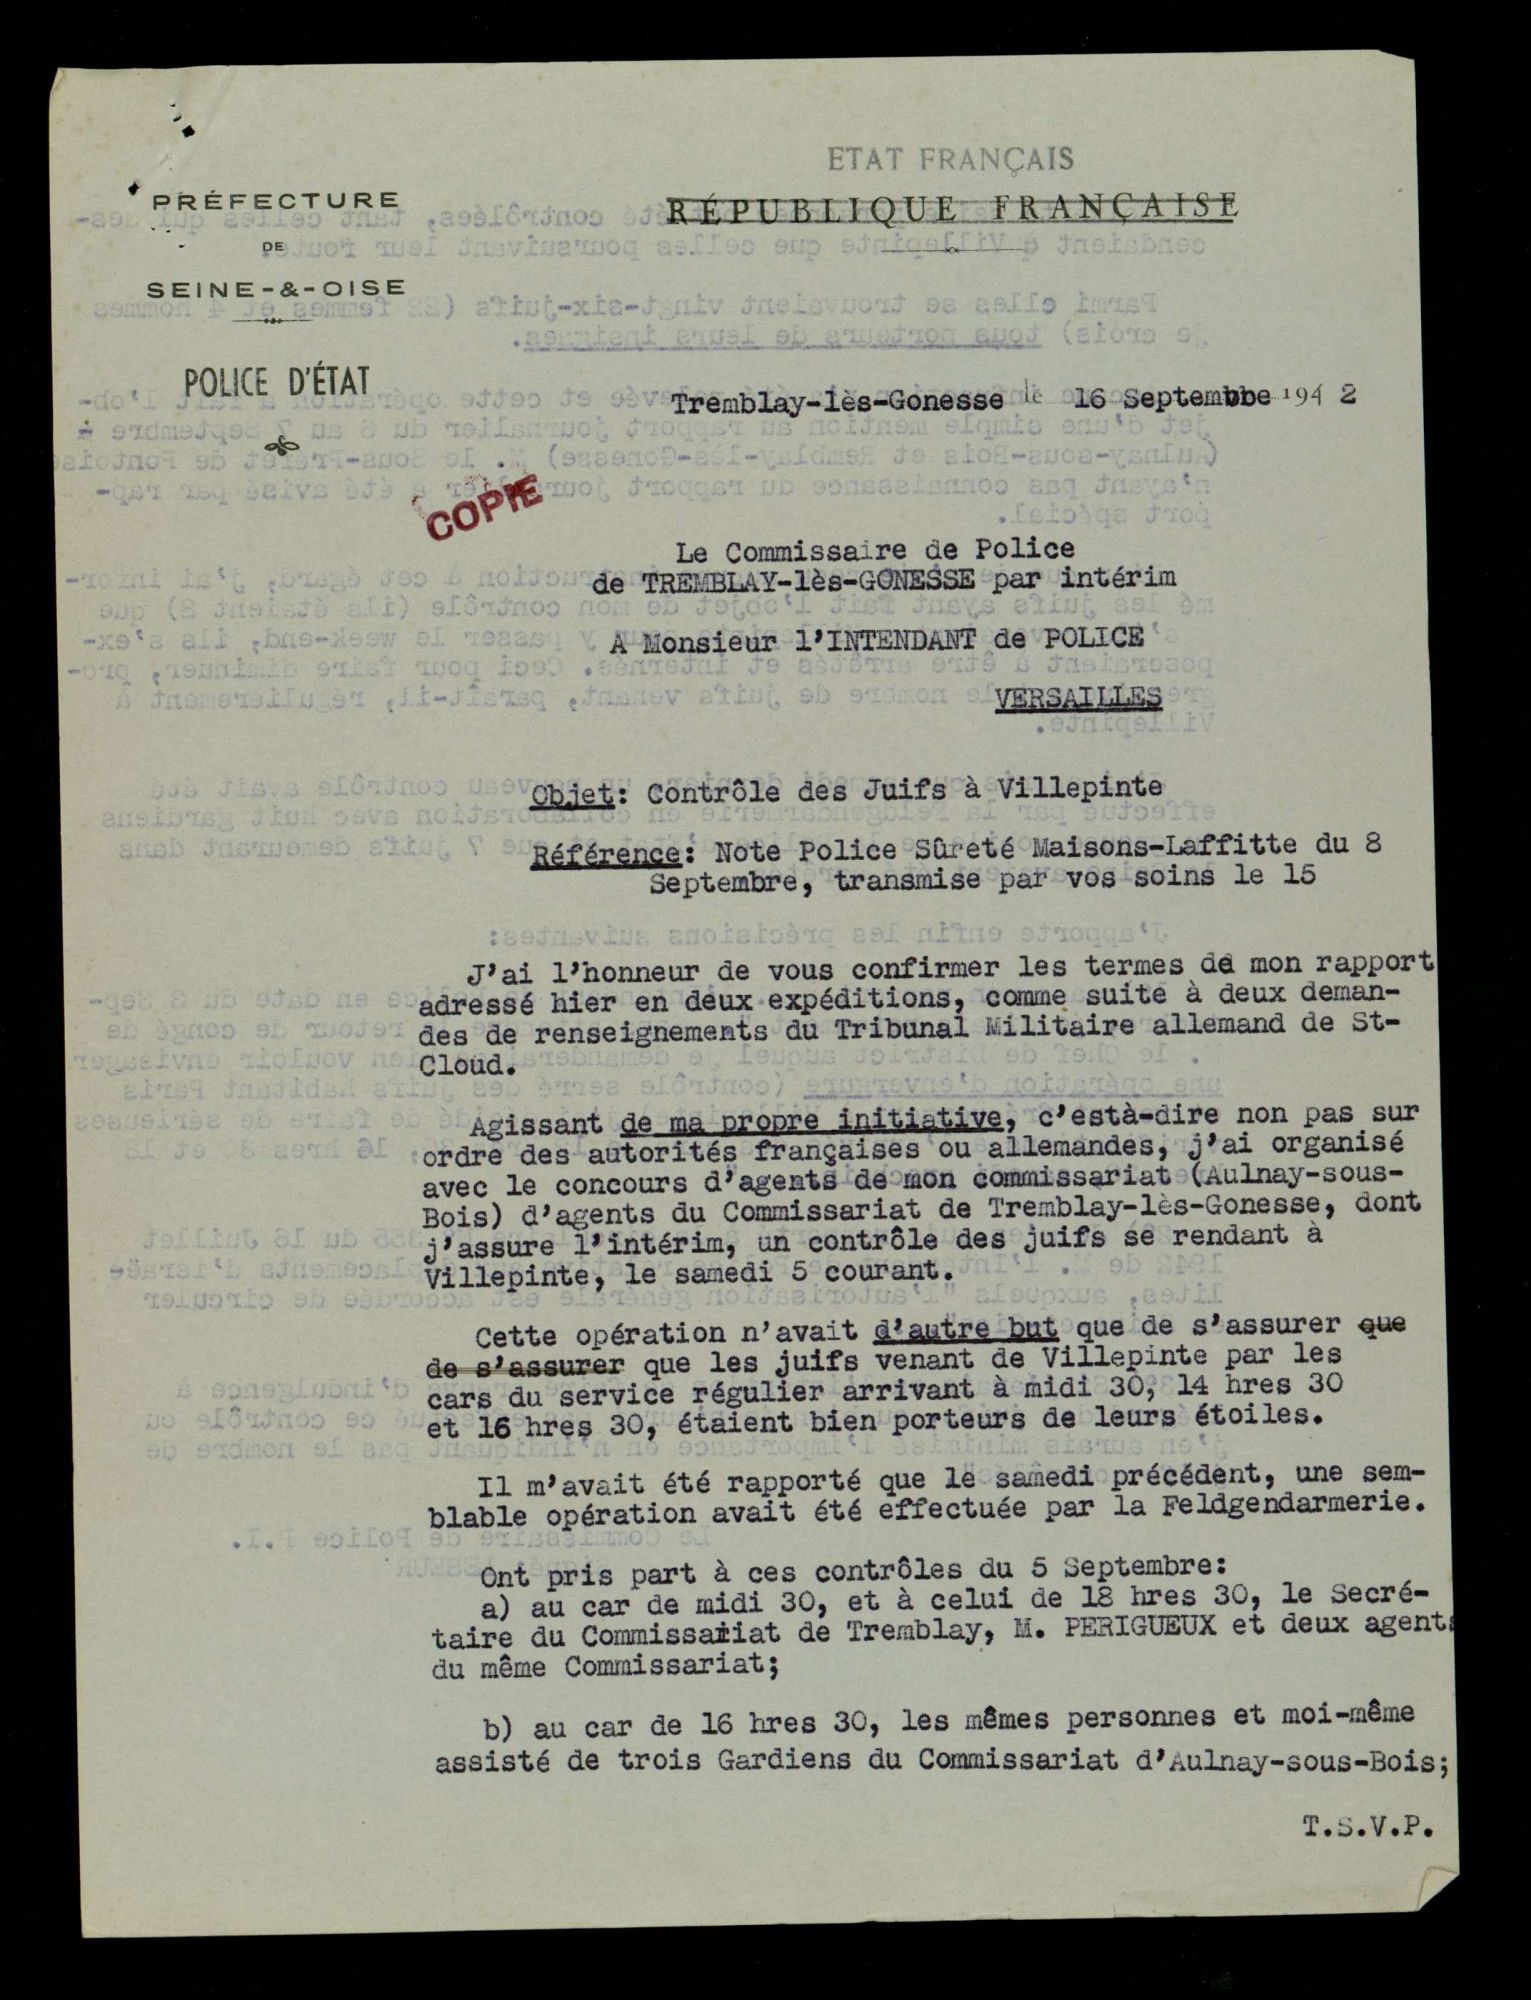 ETAT FRANÇAIS
PRÉFECTURE
RÉPUBLIQUE FRANÇAISE
DE
SEINE-&-OISE
POLICE D'ÉTAT
Tremblay-lès-Gonesse le 16 Septembbe 1942
COPIE
Le Commissaire de Police
de TREMBLAY-lès-GONESSE par intérim
A Monsieur l'INTENDANT de POLICE
VERSAILLES
Objet: Contrôle des Juifs à Villepinte
Référence: Note Police Sûreté Maisons-Laffitte du 8
Septembre, transmise par vos soins le 15
J'ai l'honneur de vous confirmer les termes de mon rapport
adressé hier en deux expéditions, comme suite à deux deman-
des de renseignements du Tribunal Militaire allemand de St-
Cloud.
Agissant de ma propre initiative, c'està-dire non pas sur
ordre des autorités françaises ou allemandes, j'ai organisé
avec le concours d'agents de mon commissariat (Aulnay-sous-
Bois) d'agents du Commissariat de Tremblay-lès-Gonesse, dont
j'assure l'intérim, un contrôle des juifs se rendant à
Villepinte, le samedi 5 courant.
Cette opération n'avait d'autre but que de s'assurer que
de s'assurer que les juifs venant de Villepinte par les
cars du service régulier arrivant à midi 30, 14 hres 30
et 16 hres 30, étaient bien porteurs de leurs étoiles.
Il m'avait été rapporté que le samedi précédent, une sem-
blable opération avait été effectuée par la Feldgendarmerie.
Ont pris part à ces contrôles du 5 Septembre:
a) au car de midi 30, et à celui de 18 hres 30, le Secré-
taire du Commissariat de Tremblay, M. PERIGUEUX et deux agents
du même Commissariat;
b) au car de 16 hres 30, les mêmes personnes et moi-même
assisté de trois Gardiens du Commissariat d'Aulnay-sous-Bois;
T.S.V.P.